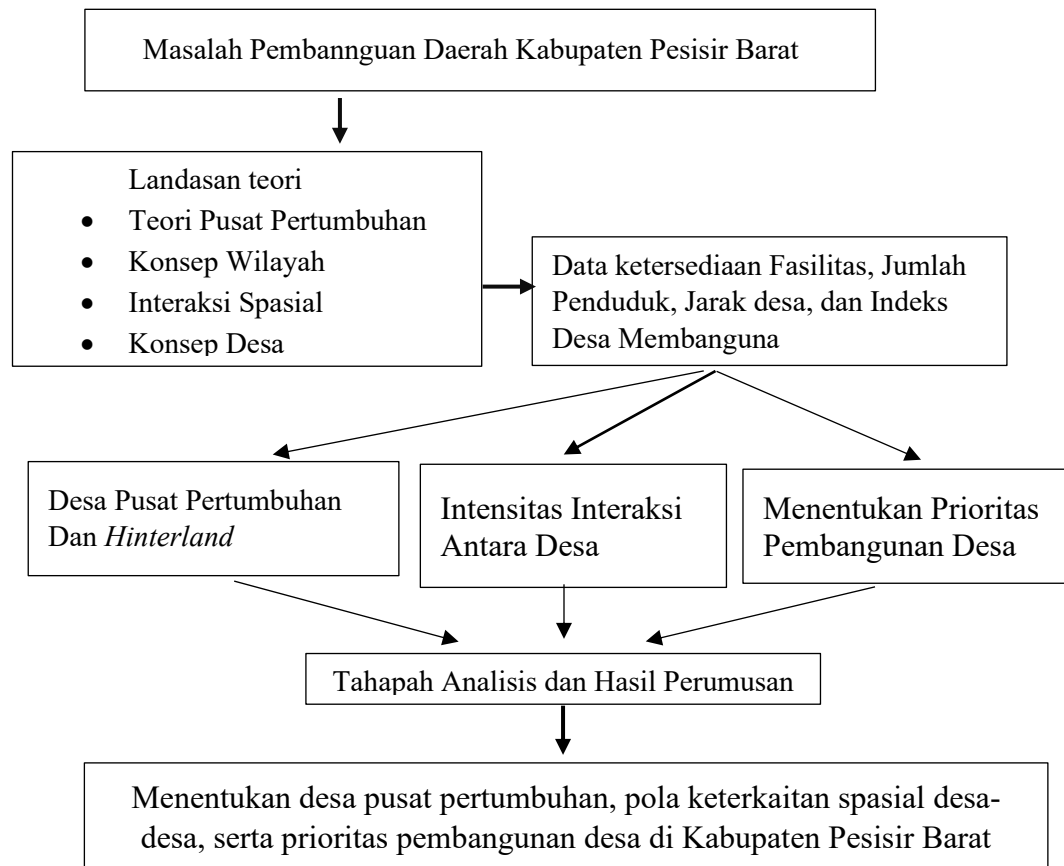 Masalah Pembannguan Daerah Kabupaten Pesisir Barat
Landasan teori
• Teori Pusat Pertumbuhan
• Konsep Wilayah
• Interaksi Spasial
• Konsep Desa
Data ketersediaan Fasilitas, Jumlah
Penduduk, Jarak desa, dan Indeks
Desa Membanguna
Desa Pusat Pertumbuhan
Dan Hinterland
Intensitas Interaksi
Antara Desa
Menentukan Prioritas
Pembangunan Desa
Tahapah Analisis dan Hasil Perumusan
Menentukan desa pusat pertumbuhan, pola keterkaitan spasial desa-
desa, serta prioritas pembangunan desa di Kabupaten Pesisir Barat